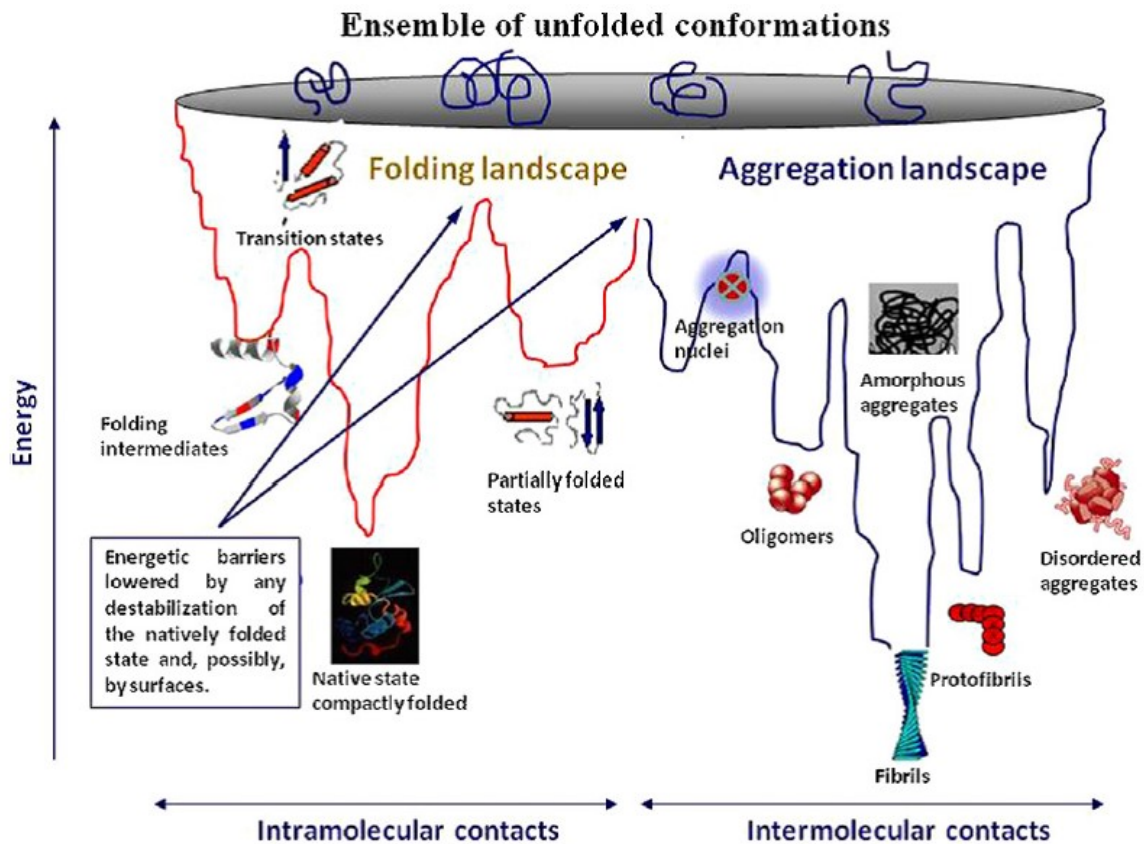 Ensemble of unfolded conformations
Folding landscape
Aggregation landscape
Transition states
Aggregation
nuclei
Amorphous
aggregates
Folding
intermediates
Partially folded
states
Oligomers
Disordered
aggregates
Energetic barriers
lowered by any
destabilization of
the natively folded
state and, possibly,
by surfaces.
Native state
compactly folded
Protofibrils
Fibrils
Energy
Intramolecular contacts
Intermolecular contacts